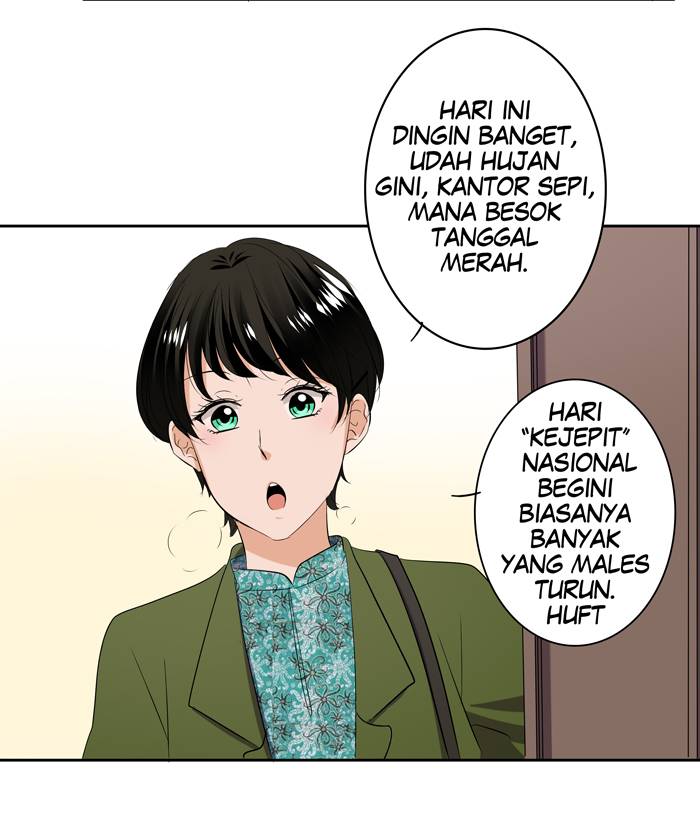 HARI INI
DINGIN BANGET,
UDAH HUJAN
GINI, KANTOR SEPI,
MANA BESOK
TANGGAL
MERAH.
HARI
"KEJEPIT"
NASIONAL
BEGINI
BIASANYA
BANYAK
YANG MALES
TURUN.
HUFT